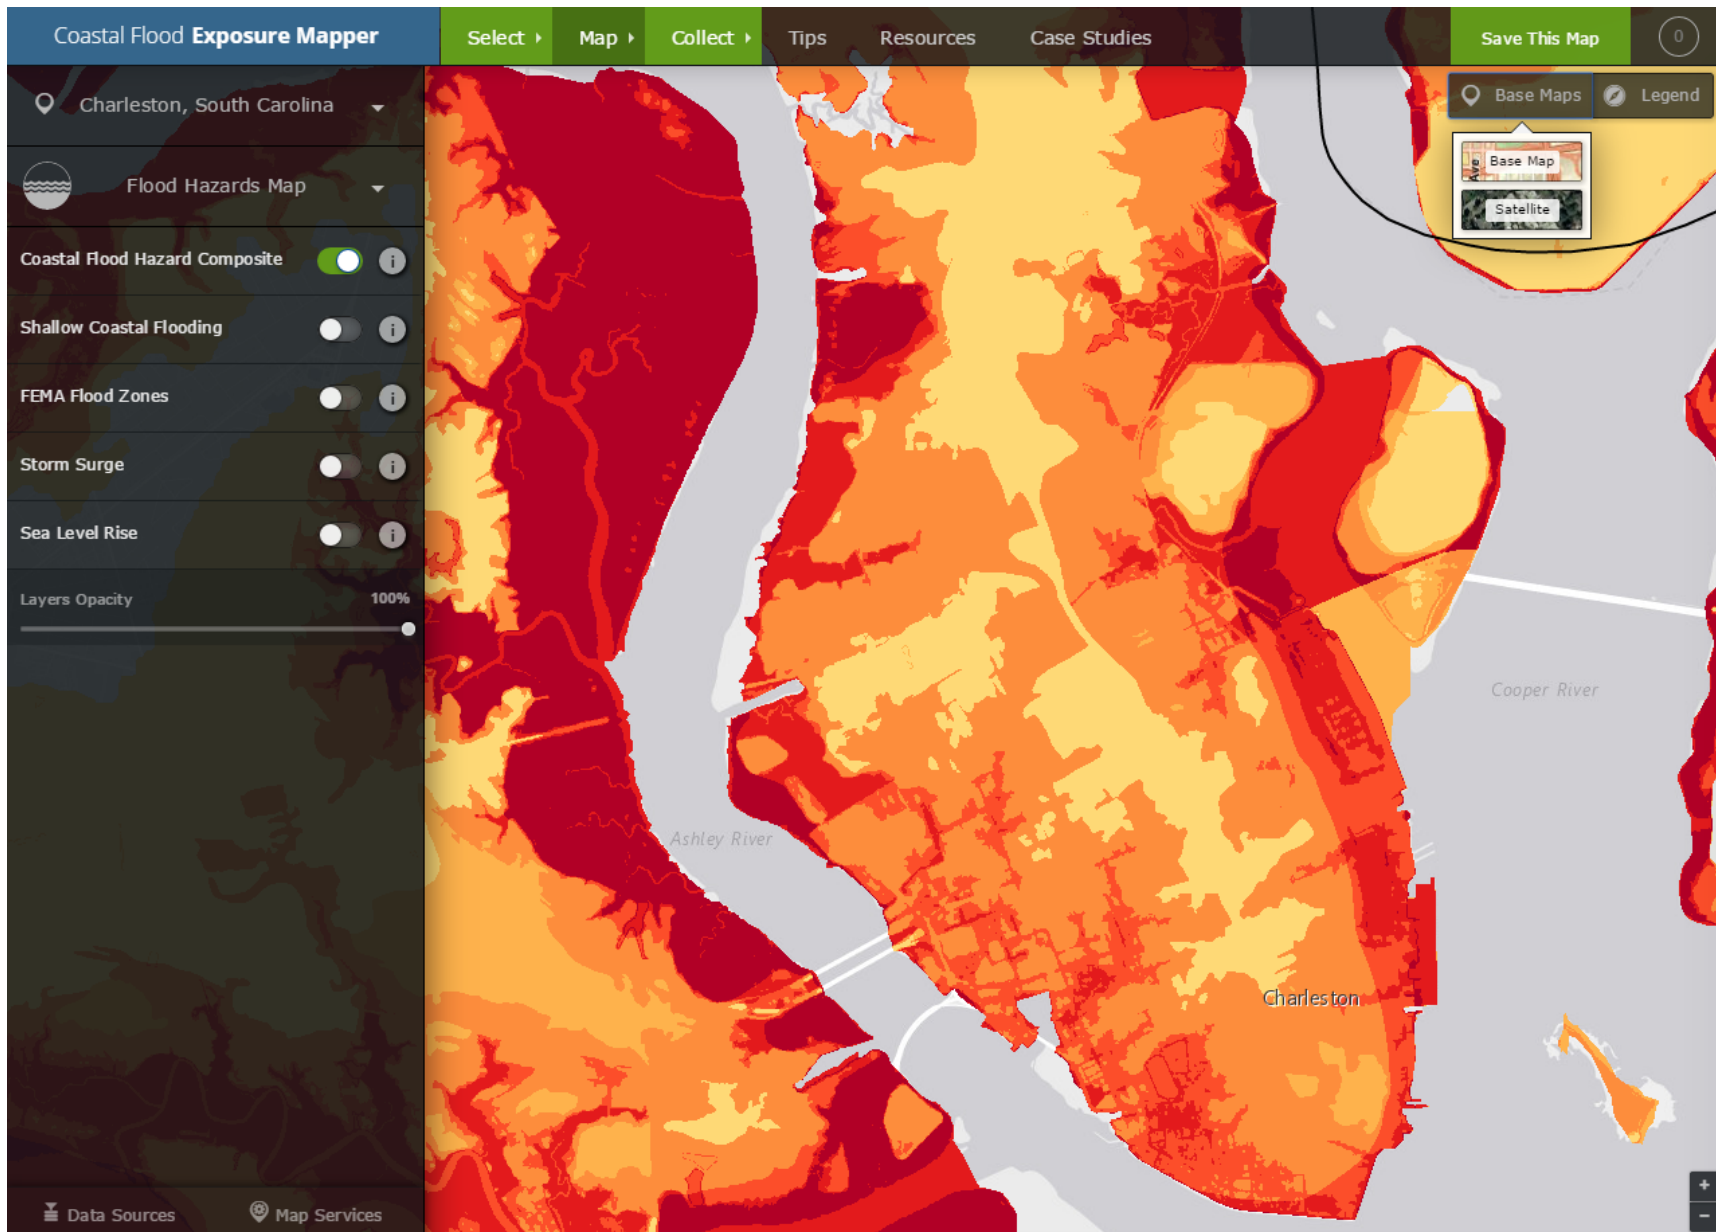 Coastal Flood Exposure Mapper
Select Map Collect Tips Resources Case Studies
Save This Map
0
Charleston, South Carolina
Flood Hazards Map
Coastal Flood Hazard Composite i
Shallow Coastal Flooding i
FEMA Flood Zones i
Storm Surge i
Sea Level Rise i
Layers Opacity 100%
Data Sources Map Services
Base Maps Legend
Ave Base Map
Satellite
Cooper River
Ashley River
Charleston
+
−